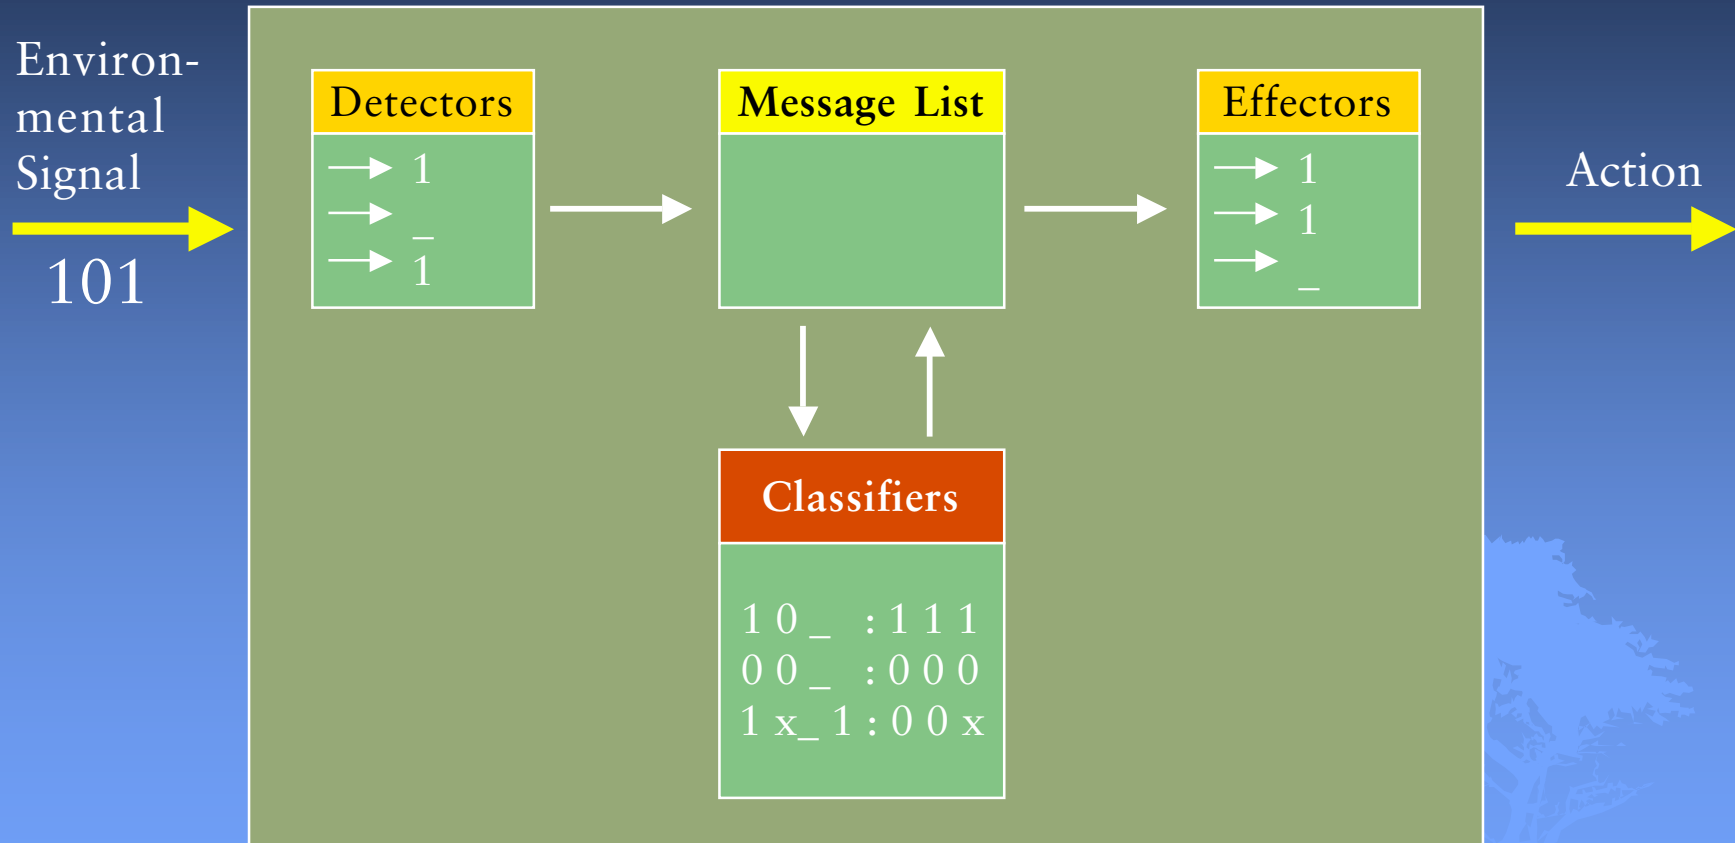 Environ-
mental
Signal
101
Detectors
1
_
1
Message List
Effectors
1
1
_
Action
Classifiers
1 0 _ : 1 1 1
0 0 _ : 0 0 0
1 x_ 1 : 0 0 x